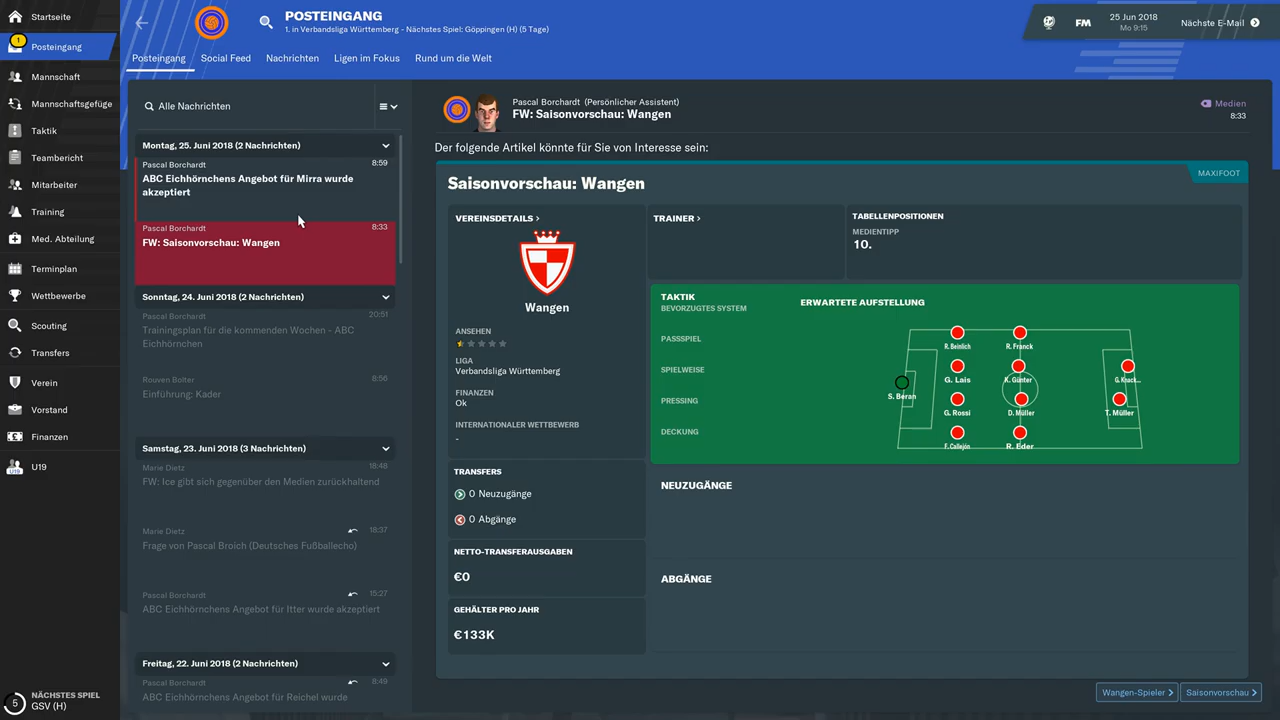 Startseite
1
Posteingang
Mannschaft
Mannschaftsgefüge
Taktik
Teambericht
Mitarbeiter
Training
Med. Abteilung
Terminplan
Wettbewerbe
Scouting
Transfers
Verein
Vorstand
Finanzen
U19
U19
5
NÄCHSTES SPIEL
GSV (H)
POSTEINGANG
1. in Verbandsliga Württemberg - Nächstes Spiel: Göppingen (H) (5 Tage)
FM
25 Jun 2018
Mo 9:15
Nächste E-Mail
Posteingang
Social Feed
Nachrichten
Ligen im Fokus
Rund um die Welt
Alle Nachrichten
Montag, 25. Juni 2018 (2 Nachrichten)
Pascal Borchardt
8:59
ABC Eichhörnchens Angebot für Mirra wurde
akzeptiert
Pascal Borchardt
8:33
FW: Saisonvorschau: Wangen
Sonntag, 24. Juni 2018 (2 Nachrichten)
Pascal Borchardt
20:51
Trainingsplan für die kommenden Wochen - ABC
Eichhörnchen
Rouven Bolter
8:56
Einführung: Kader
Samstag, 23. Juni 2018 (3 Nachrichten)
Marie Dietz
18:48
FW: Ice gibt sich gegenüber den Medien zurückhaltend
Marie Dietz
18:37
Frage von Pascal Broich (Deutsches Fußballecho)
Pascal Borchardt
15:27
ABC Eichhörnchens Angebot für Itter wurde akzeptiert
Freitag, 22. Juni 2018 (2 Nachrichten)
Pascal Borchardt
8:49
ABC Eichhörnchens Angebot für Reichel wurde
Pascal Borchardt (Persönlicher Assistent)
FW: Saisonvorschau: Wangen
Medien
8:33
Der folgende Artikel könnte für Sie von Interesse sein:
MAXIFOOT
Saisonvorschau: Wangen
VEREINSDETAILS
Wangen
ANSEHEN
LIGA
Verbandsliga Württemberg
FINANZEN
Ok
INTERNATIONALER WETTBEWERB
-
TRANSFERS
0 Neuzugänge
0 Abgänge
NETTO-TRANSFERAUSGABEN
€0
GEHÄLTER PRO JAHR
€133K
TRAINER
TABELLENPOSITIONEN
MEDIENTIPP
10.
TAKTIK
BEVORZUGTES SYSTEM
PASSPIEL
SPIELWEISE
PRESSING
DECKUNG
ERWARTETE AUFSTELLUNG
R. Beinlich
R. Franck
G. Lais
K. Günter
G. Knack...
S. Beran
G. Rossi
D. Müller
T. Müller
F. Callejón
R. Eder
NEUZUGÄNGE
ABGÄNGE
Wangen-Spieler
Saisonvorschau